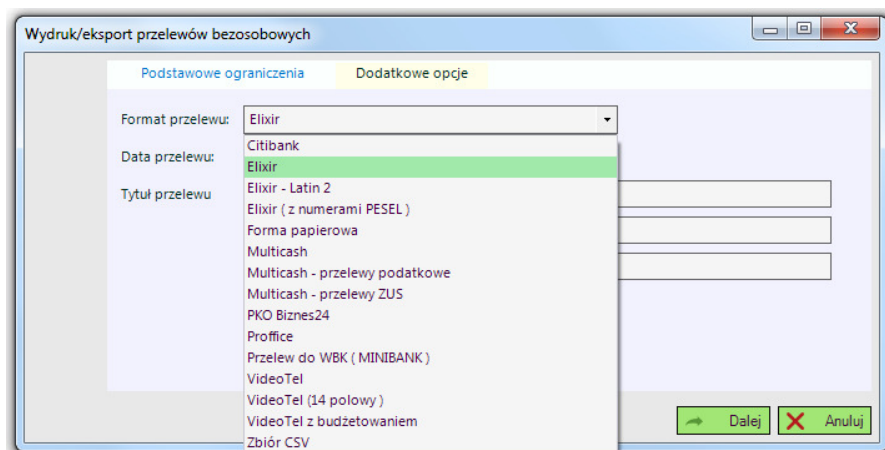 Wydruk/eksport przelewów bezosobowych
Podstawowe ograniczenia Dodatkowe opcje
Format przelewu: Elixir
Citibank
Data przelewu:
Elixir
Tytuł przelewu
Elixir - Latin 2
Elixir ( z numerami PESEL )
Forma papierowa
Multicash
Multicash - przelewy podatkowe
Multicash - przelewy ZUS
PKO Biznes24
Proffice
Przelew do WBK ( MINIBANK )
VideoTel
VideoTel (14 polowy )
VideoTel z budżetowaniem
Zbiór CSV
Dalej Anuluj